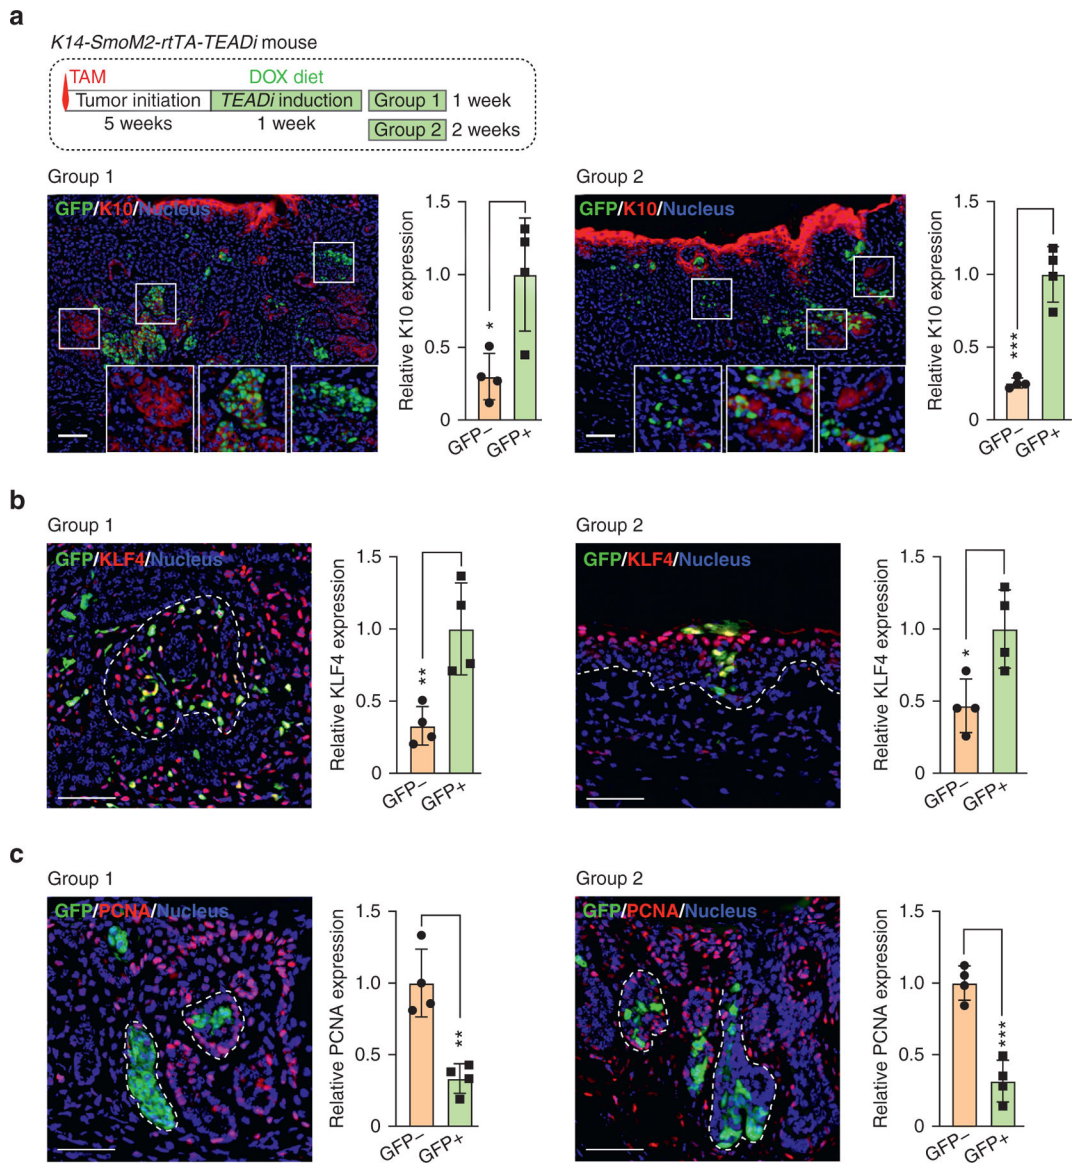 a
K14-SmoM2-rtTA-TEADi mouse
TAM
DOX diet
Tumor initiation
TEADi induction
Group 1
1 week
5 weeks
1 week
Group 2
2 weeks
Group 1
GFP/K10/Nucleus
Relative K10 expression
1.5
1.0
0.5
0
*
GFP–
GFP+
Group 2
GFP/K10/Nucleus
Relative K10 expression
1.5
1.0
0.5
0
***
GFP–
GFP+
b
Group 1
GFP/KLF4/Nucleus
Relative KLF4 expression
1.5
1.0
0.5
0
**
GFP–
GFP+
Group 2
GFP/KLF4/Nucleus
Relative KLF4 expression
1.5
1.0
0.5
0
*
GFP–
GFP+
c
Group 1
GFP/PCNA/Nucleus
Relative PCNA expression
1.5
1.0
0.5
0
**
GFP–
GFP+
Group 2
GFP/PCNA/Nucleus
Relative PCNA expression
1.5
1.0
0.5
0
***
GFP–
GFP+